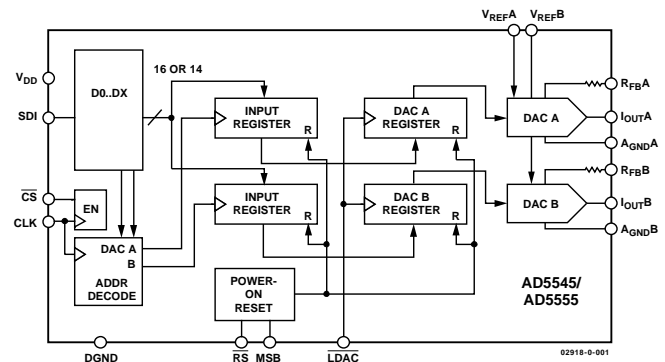 VREFA VREFB
VDD
16 OR 14
RFBA
D0..DX
SDI
INPUT
REGISTER
R
DAC A
REGISTER
R
DAC A
IOUTA
AGNDA
RFBB
CS
EN
CLK
INPUT
REGISTER
R
DAC B
REGISTER
R
DAC B
IOUTB
AGNDB
DAC A
B
ADDR
DECODE
POWER-
ON
RESET
AD5545/
AD5555
DGND
RS MSB
LDAC
02918-0-001